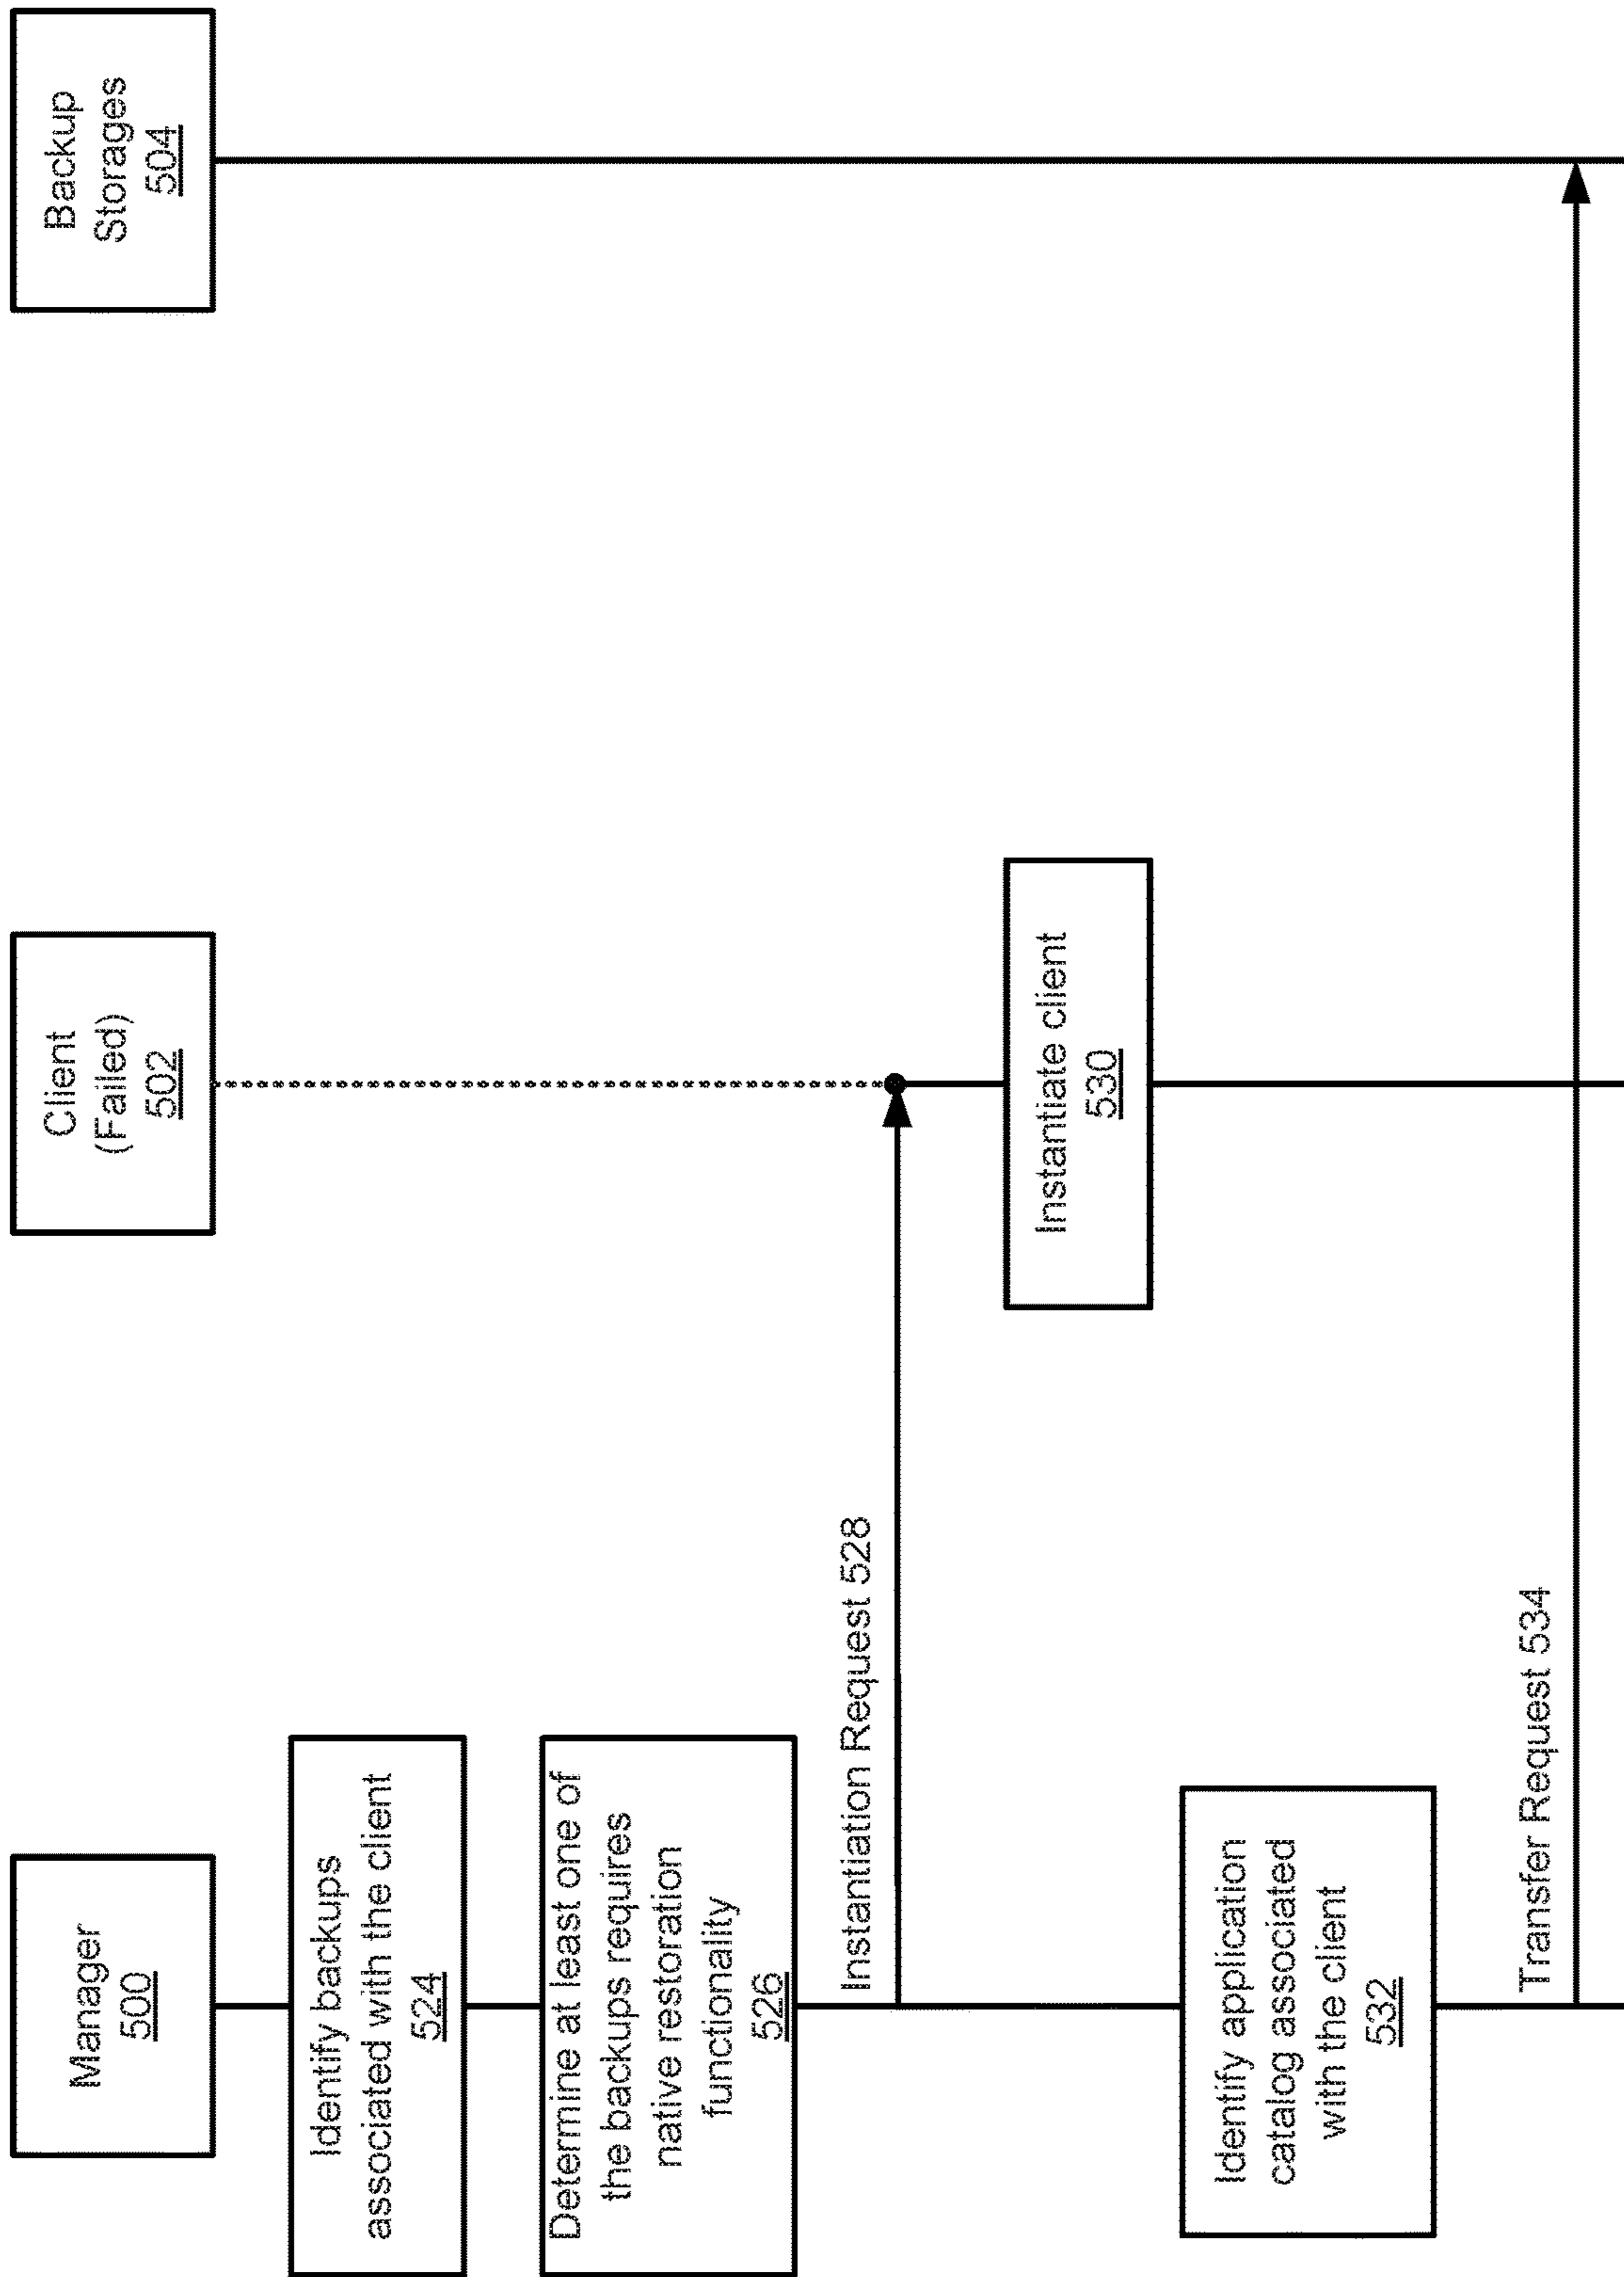 Manager
500
Client
(Failed)
502
Backup
Storages
504
Identify backups
associated with the client
524
Determine at least one of
the backups requires
native restoration
functionality
526
Instantiation Request 528
Instantiate client
530
Identify application
catalog associated
with the client
532
Transfer Request 534